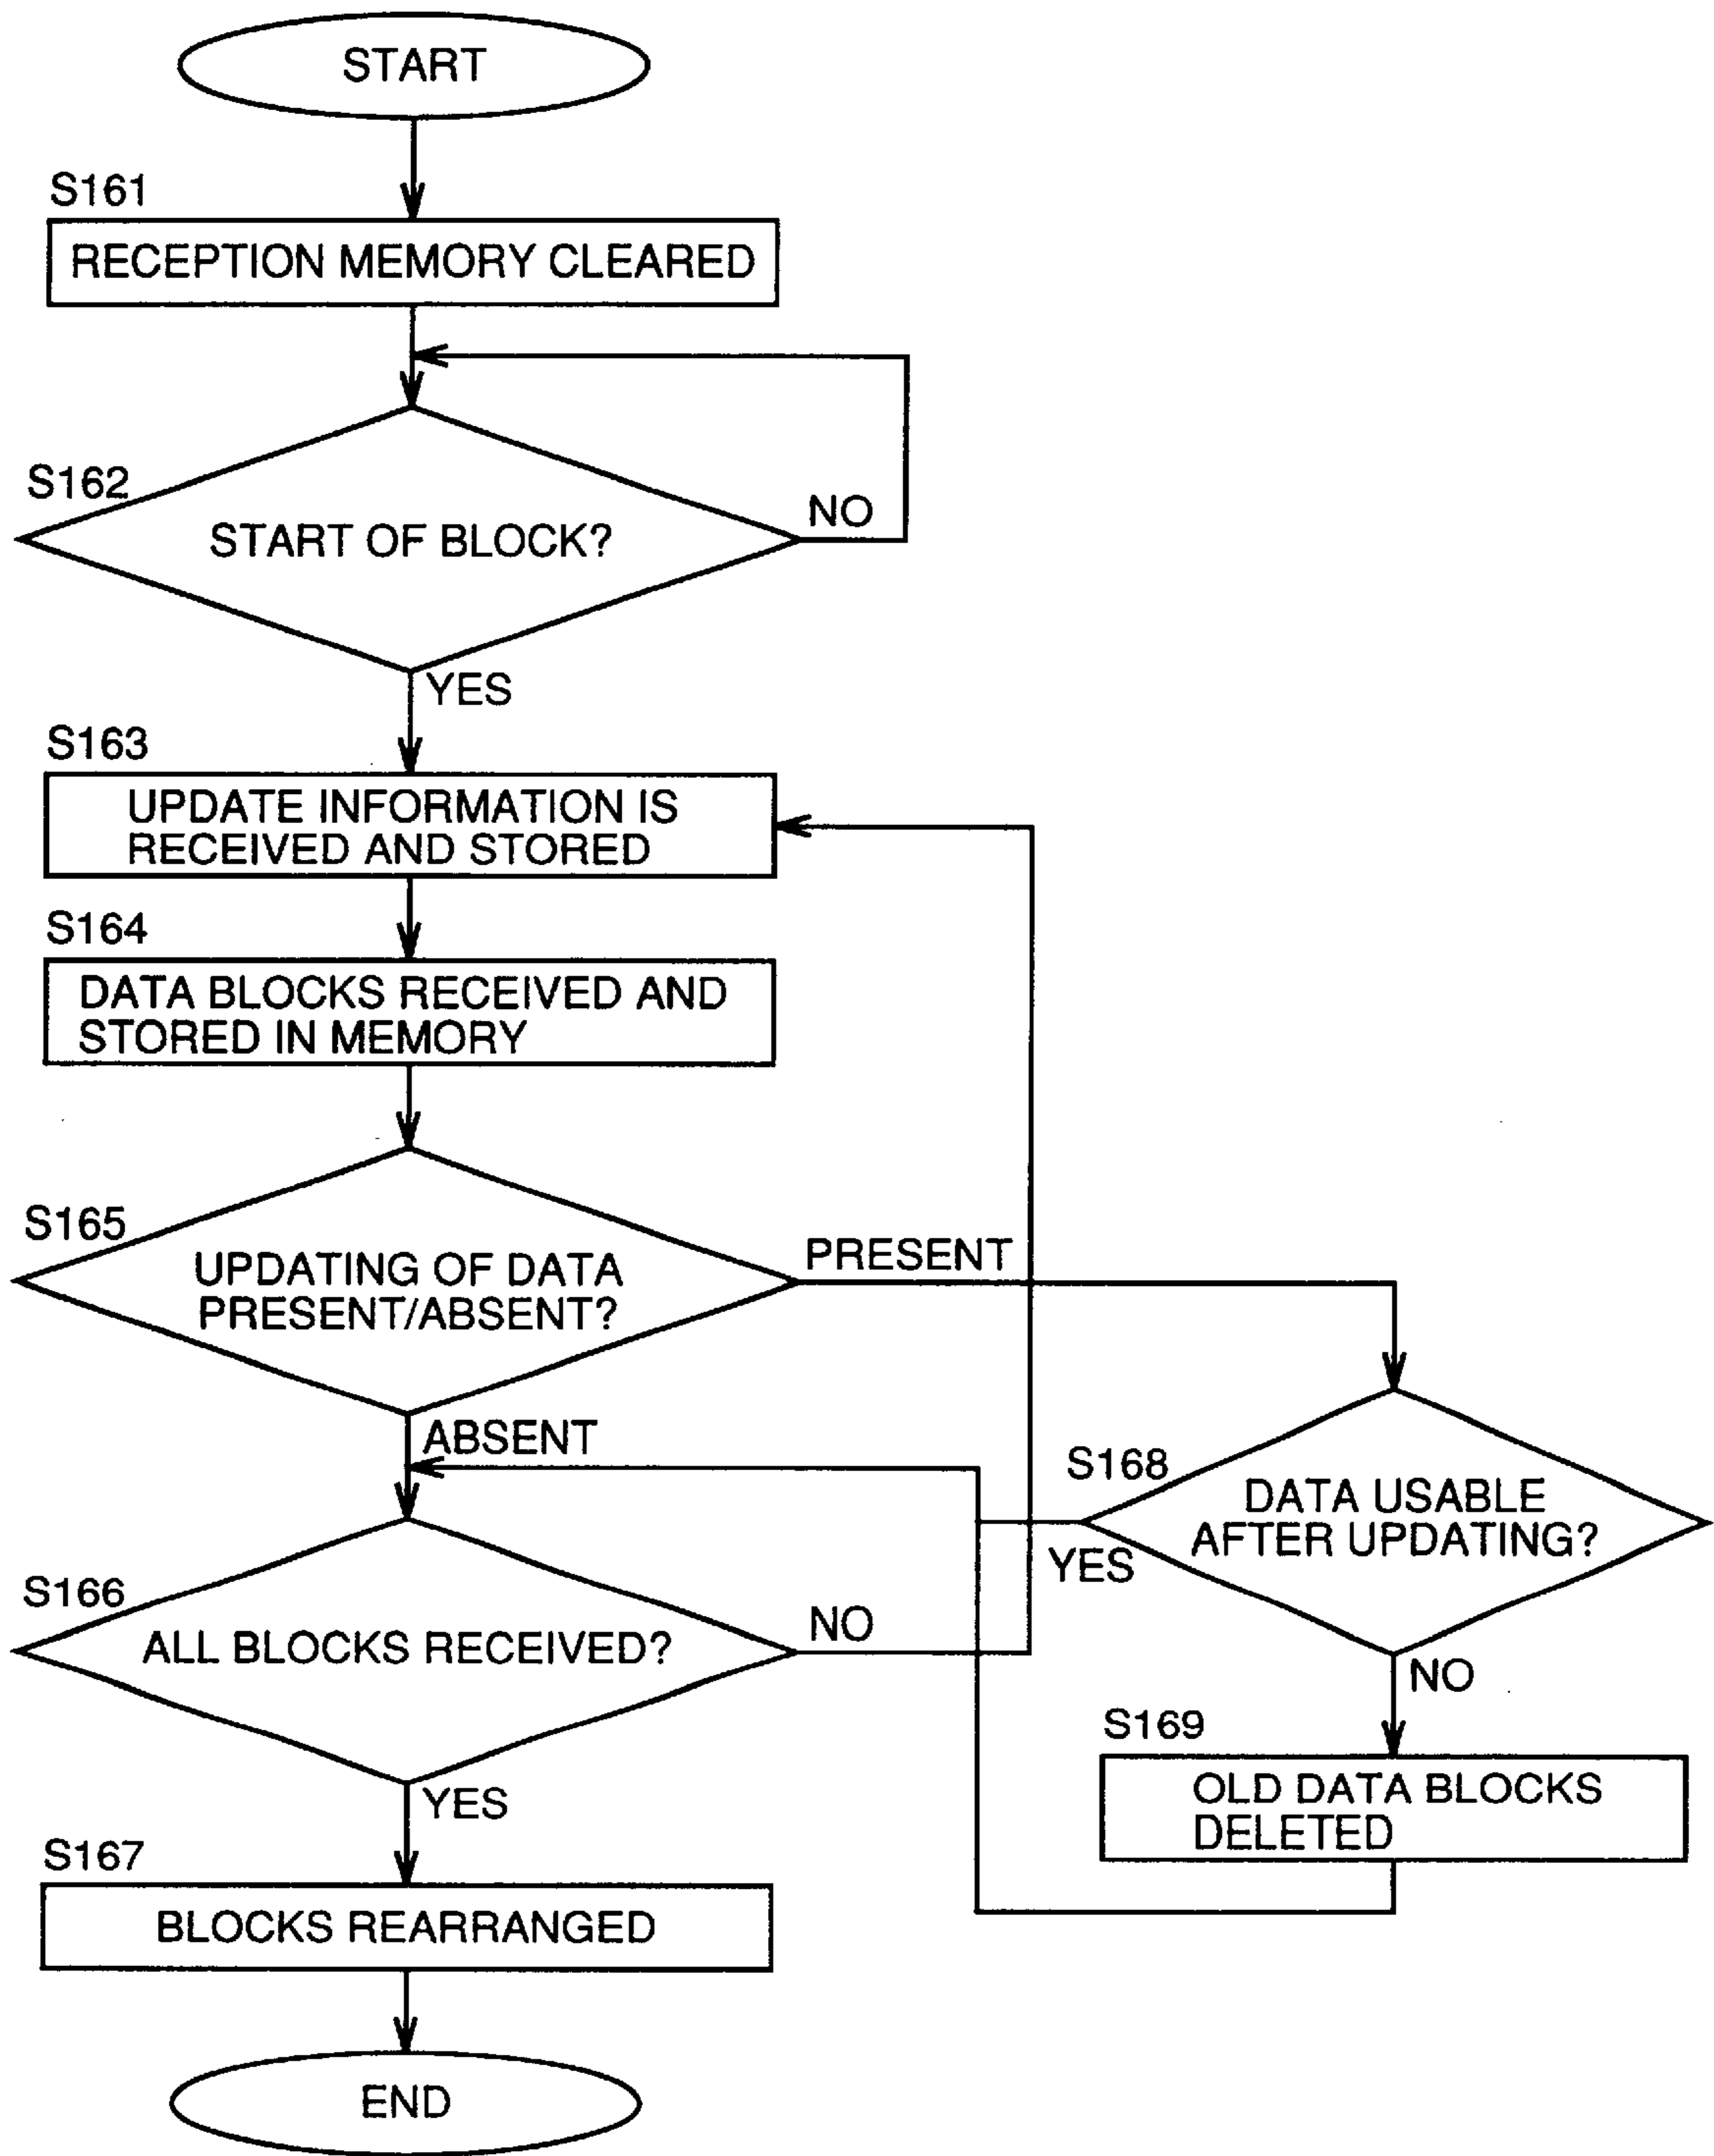 START
S161
RECEPTION MEMORY CLEARED
S162
START OF BLOCK?
NO
YES
S163
UPDATE INFORMATION IS
RECEIVED AND STORED
S164
DATA BLOCKS RECEIVED AND
STORED IN MEMORY
S165
UPDATING OF DATA
PRESENT/ABSENT?
PRESENT
ABSENT
S168
DATA USABLE
AFTER UPDATING?
YES
NO
S166
ALL BLOCKS RECEIVED?
NO
YES
S169
OLD DATA BLOCKS
DELETED
S167
BLOCKS REARRANGED
END